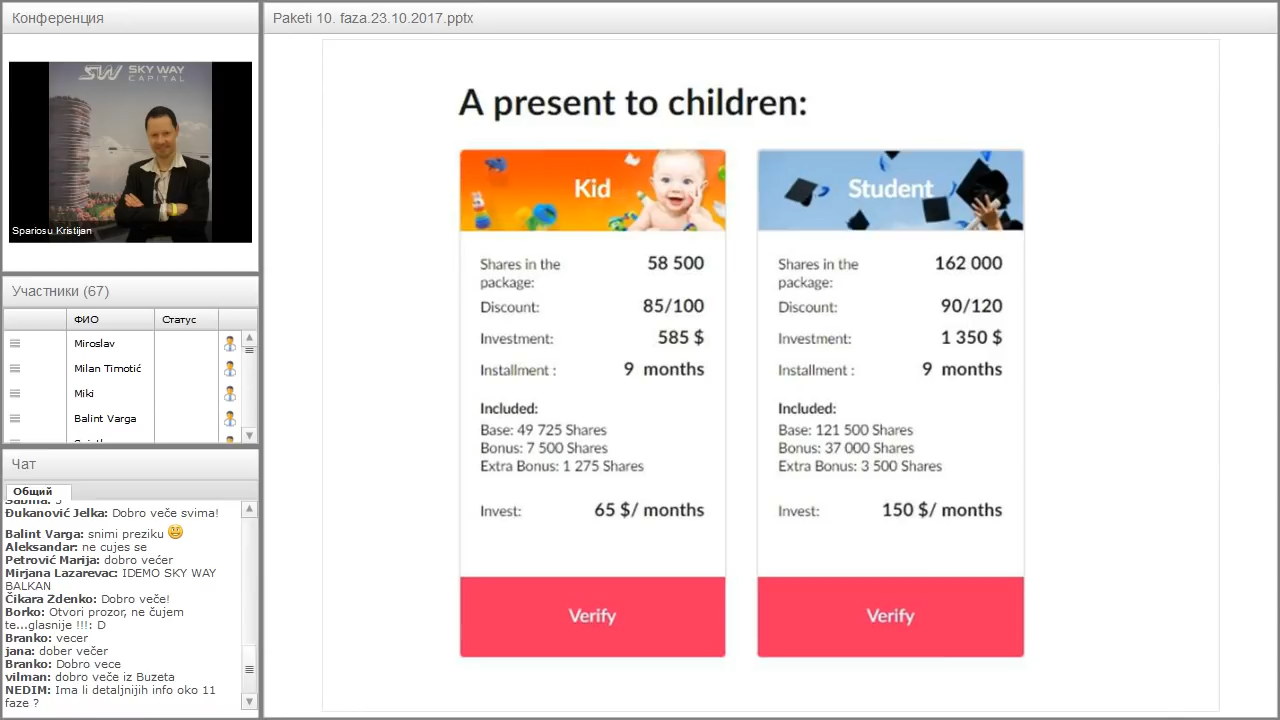 Конференция
SW SKY WAY
CAPITAL
Spariosu Kristijan
Участники (67)
ФИО Статус
Miroslav
Milan Timotić
Miki
Balint Varga
Чат
Общий
Đukanović Jelka: Dobro veče svima!
Balint Varga: snimi preziku
Aleksandar: ne cujes se
Petrović Marija: dobro većer
Mirjana Lazarevac: IDEMO SKY WAY
BALKAN
Čikara Zdenko: Dobro veče!
Borko: Otvori prozor, ne čujem
te...glasnije !!!: D
Branko: vecer
jana: dober večer
Branko: Dobro vece
vilman: dobro veče iz Buzeta
NEDIM: Ima li detaljnijih info oko 11
faze ?
Paketi 10. faza.23.10.2017.pptx
A present to children:
Kid
Shares in the 58 500
package:
Discount: 85/100
Investment: 585 $
Installment : 9 months
Included:
Base: 49 725 Shares
Bonus: 7 500 Shares
Extra Bonus: 1 275 Shares
Invest: 65 $/ months
Verify
Student
Shares in the 162 000
package:
Discount: 90/120
Investment: 1 350 $
Installment : 9 months
Included:
Base: 121 500 Shares
Bonus: 37 000 Shares
Extra Bonus: 3 500 Shares
Invest: 150 $/ months
Verify